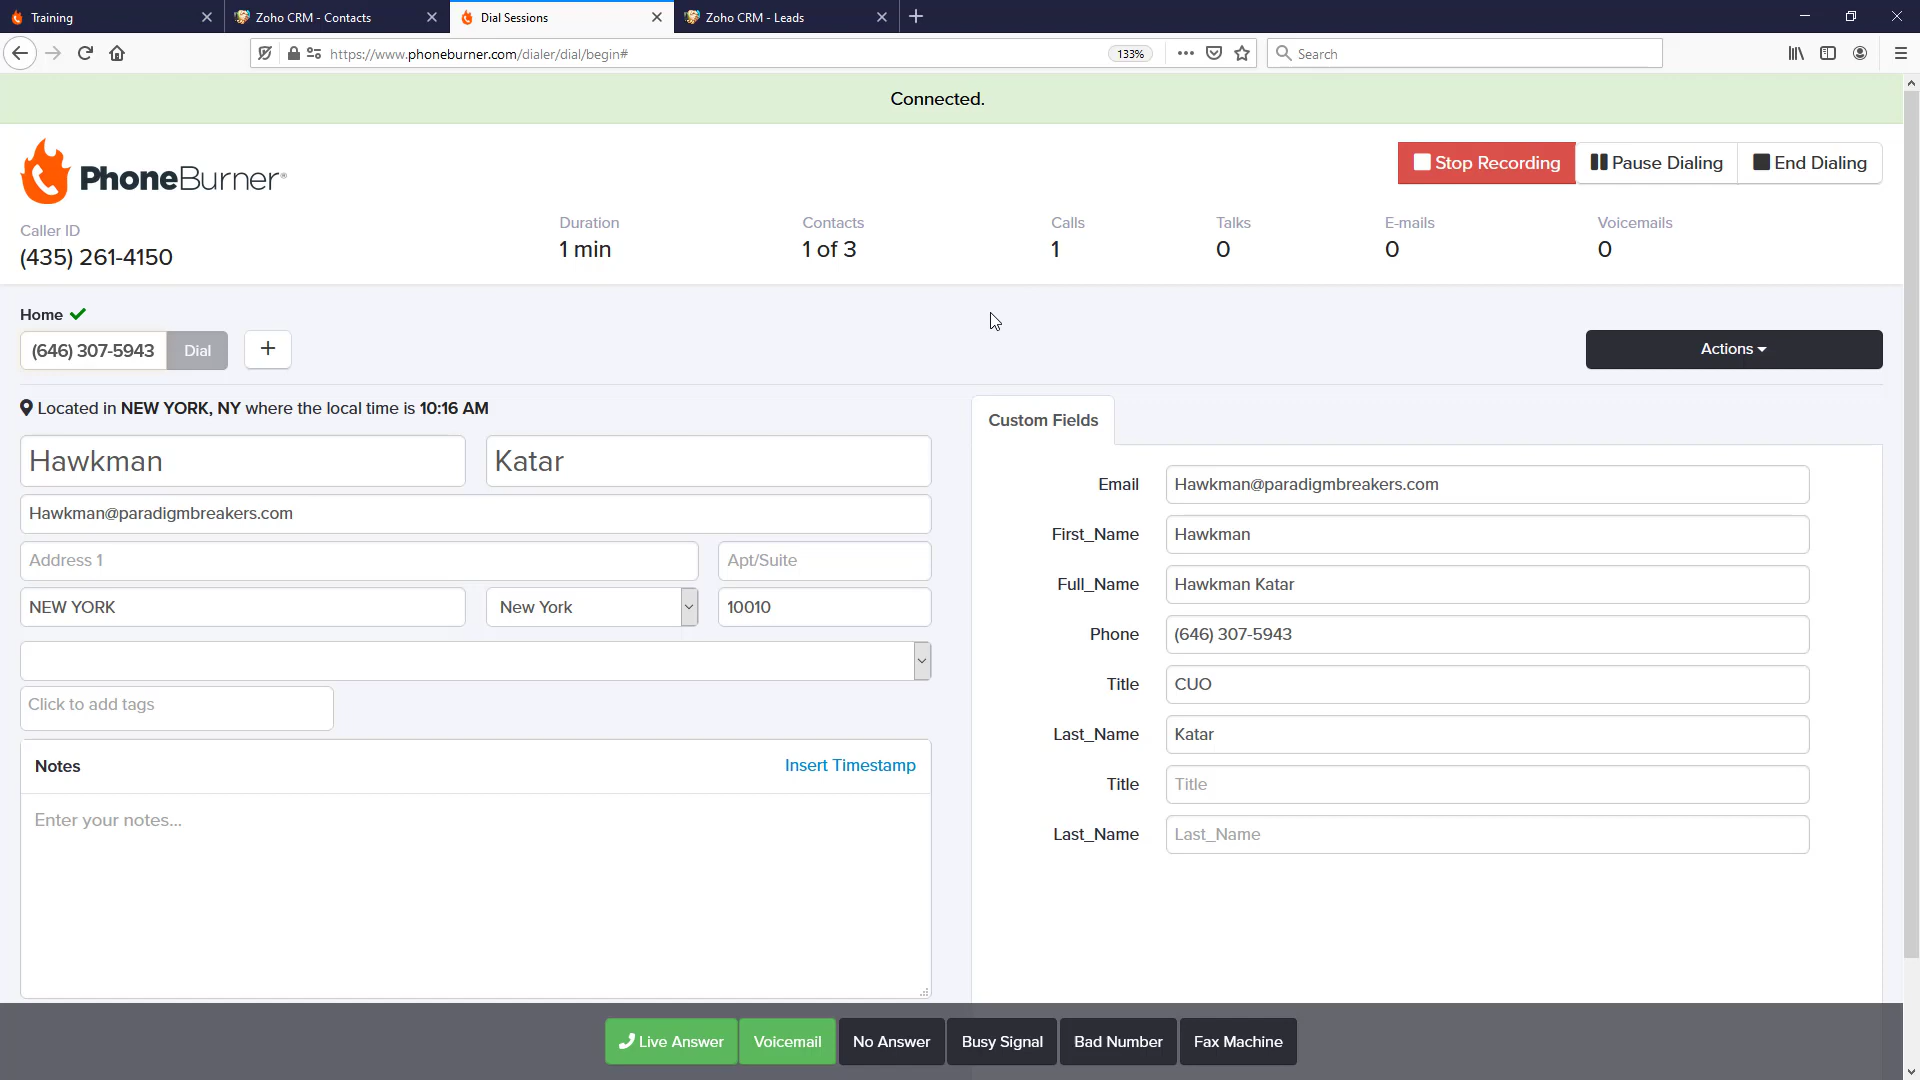 Training
Zoho CRM - Contacts
Dial Sessions
Zoho CRM - Leads
https://www.phoneburner.com/dialer/dial/begin#
133%
Search
Connected.
PhoneBurner®
Stop Recording
Pause Dialing
End Dialing
Caller ID
(435) 261-4150
Duration
1 min
Contacts
1 of 3
Calls
1
Talks
0
E-mails
0
Voicemails
0
Home
(646) 307-5943
Dial
+
Actions
Located in NEW YORK, NY where the local time is 10:16 AM
Hawkman
Katar
Hawkman@paradigmbreakers.com
Address 1
Apt/Suite
NEW YORK
New York
10010
Click to add tags
Notes
Insert Timestamp
Enter your notes...
Custom Fields
Email
Hawkman@paradigmbreakers.com
First_Name
Hawkman
Full_Name
Hawkman Katar
Phone
(646) 307-5943
Title
CUO
Last_Name
Katar
Title
Title
Last_Name
Last_Name
Live Answer
Voicemail
No Answer
Busy Signal
Bad Number
Fax Machine